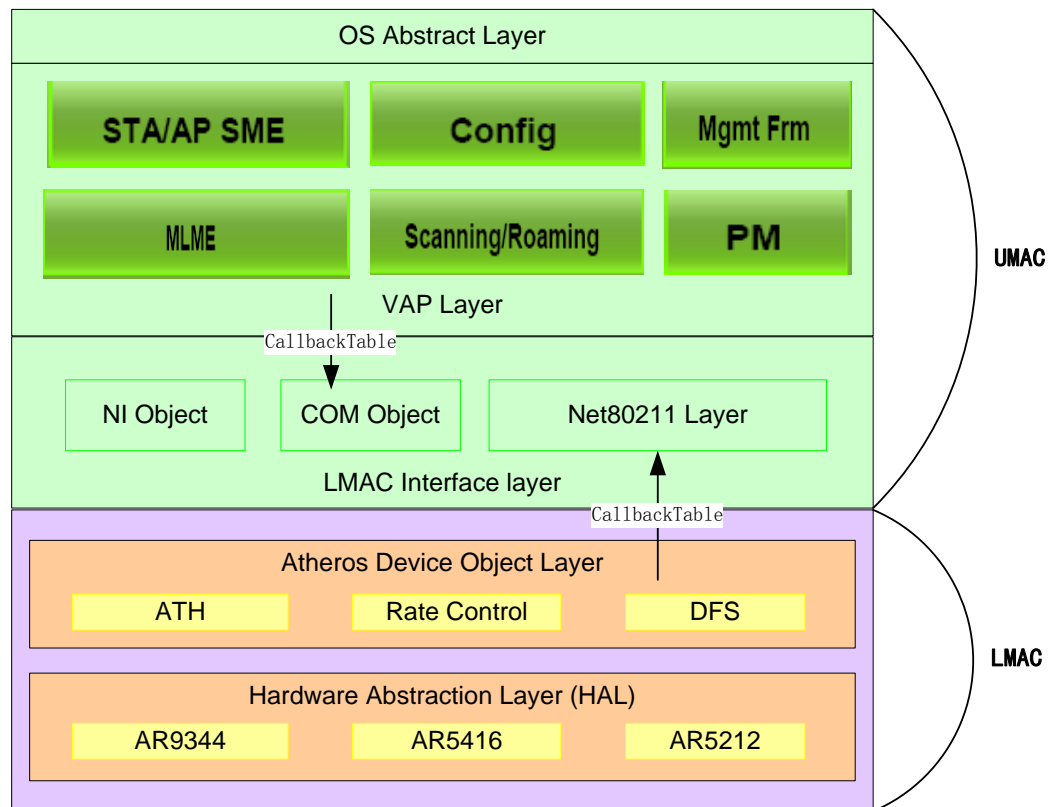 OS Abstract Layer
STA/AP SME
Config
Mgmt Frm
MLME
Scanning/Roaming
PM
VAP Layer
UMAC
CallbackTable
NI Object
COM Object
Net80211 Layer
LMAC Interface layer
CallbackTable
Atheros Device Object Layer
ATH
Rate Control
DFS
LMAC
Hardware Abstraction Layer (HAL)
AR9344
AR5416
AR5212